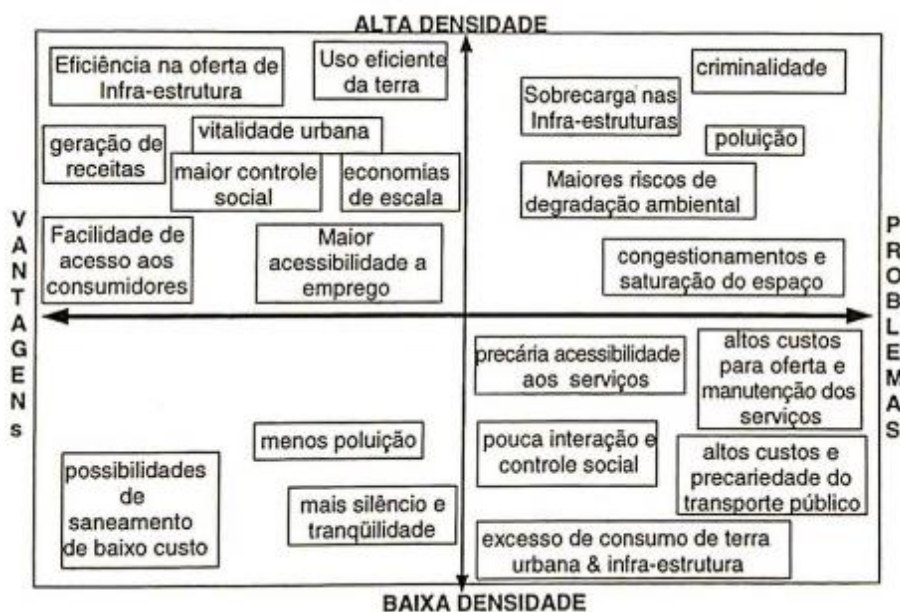 ALTA DENSIDADE
Eficiência na oferta de
Infra-estrutura
Uso eficiente
da terra
geração de
receitas
vitalidade urbana
maior controle
social
economias
de escala
Facilidade de
acesso aos
consumidores
Maior
acessibilidade a
emprego
criminalidade
Sobrecarga nas
Infra-estruturas
poluição
Maiores riscos de
degradação ambiental
congestionamentos e
saturação do espaço
VANTAGENs
PROBLEMAS
menos poluição
possibilidades
de
saneamento
de baixo custo
mais silêncio e
tranqüilidade
precária acessibilidade
aos serviços
altos custos
para oferta e
manutenção dos
serviços
pouca interação e
controle social
altos custos e
precariedade do
transporte público
excesso de consumo de terra
urbana & infra-estrutura
BAIXA DENSIDADE